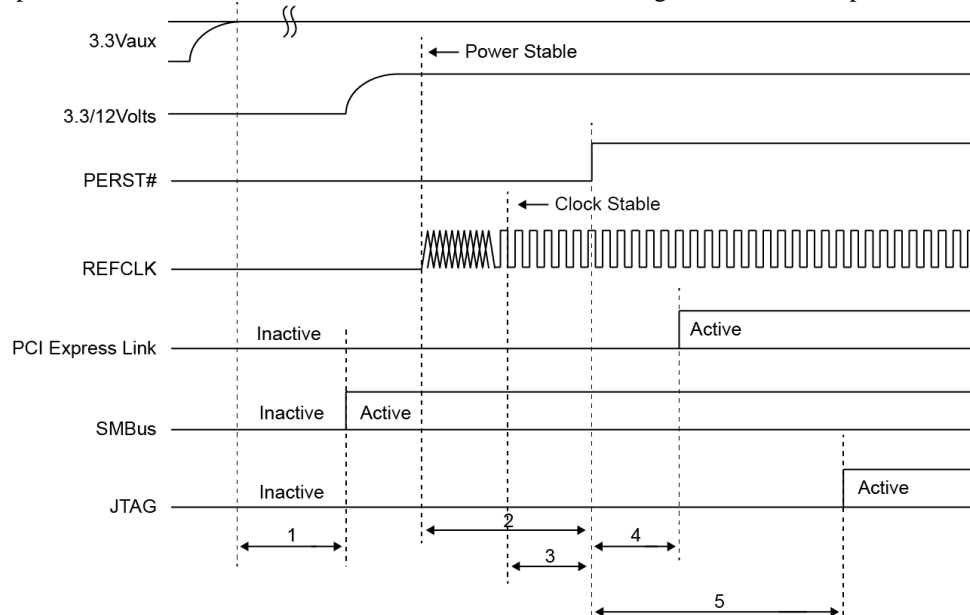 3.3Vaux
Power Stable
3.3/12Volts
PERST#
Clock Stable
REFCLK
Inactive
Active
PCI Express Link
Inactive
Active
SMBus
Inactive
Active
JTAG
1
2
3
4
5